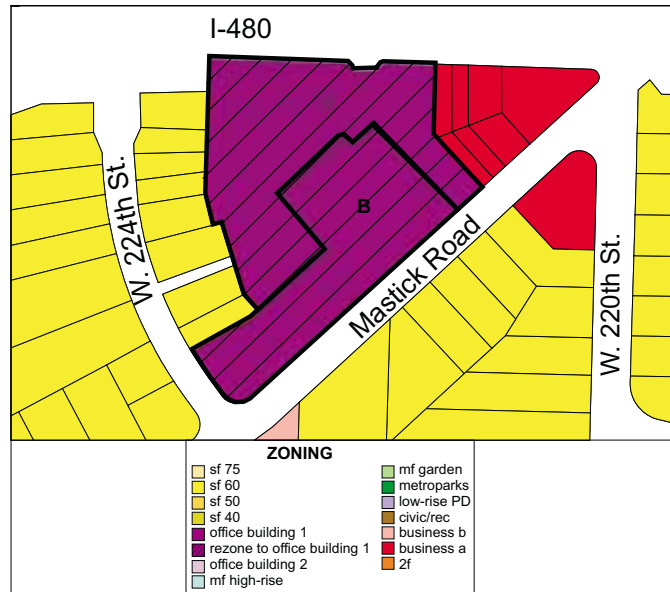 I-480
W. 224th St.
B
Mastick Road
W. 220th St.
ZONING
sf 75
sf 60
sf 50
sf 40
office building 1
rezone to office building 1
office building 2
mf high-rise
mf garden
metroparks
low-rise PD
civic/rec
business b
business a
2f